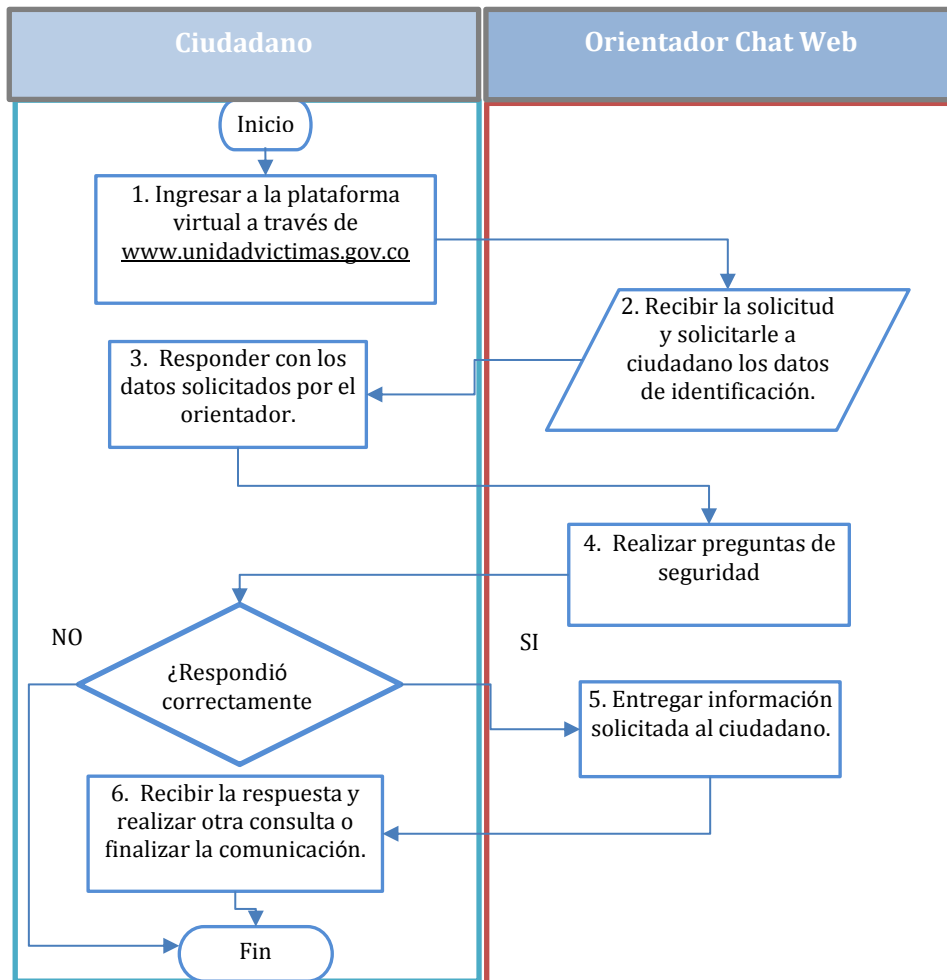 Ciudadano
Orientador Chat Web
Inicio
1. Ingresar a la plataforma
virtual a través de
www.unidadvictimas.gov.co
2. Recibir la solicitud
y solicitarle a
ciudadano los datos
de identificación.
3. Responder con los
datos solicitados por el
orientador.
4. Realizar preguntas de
seguridad
NO
SI
¿Respondió
correctamente
5. Entregar información
solicitada al ciudadano.
6. Recibir la respuesta y
realizar otra consulta o
finalizar la comunicación.
Fin